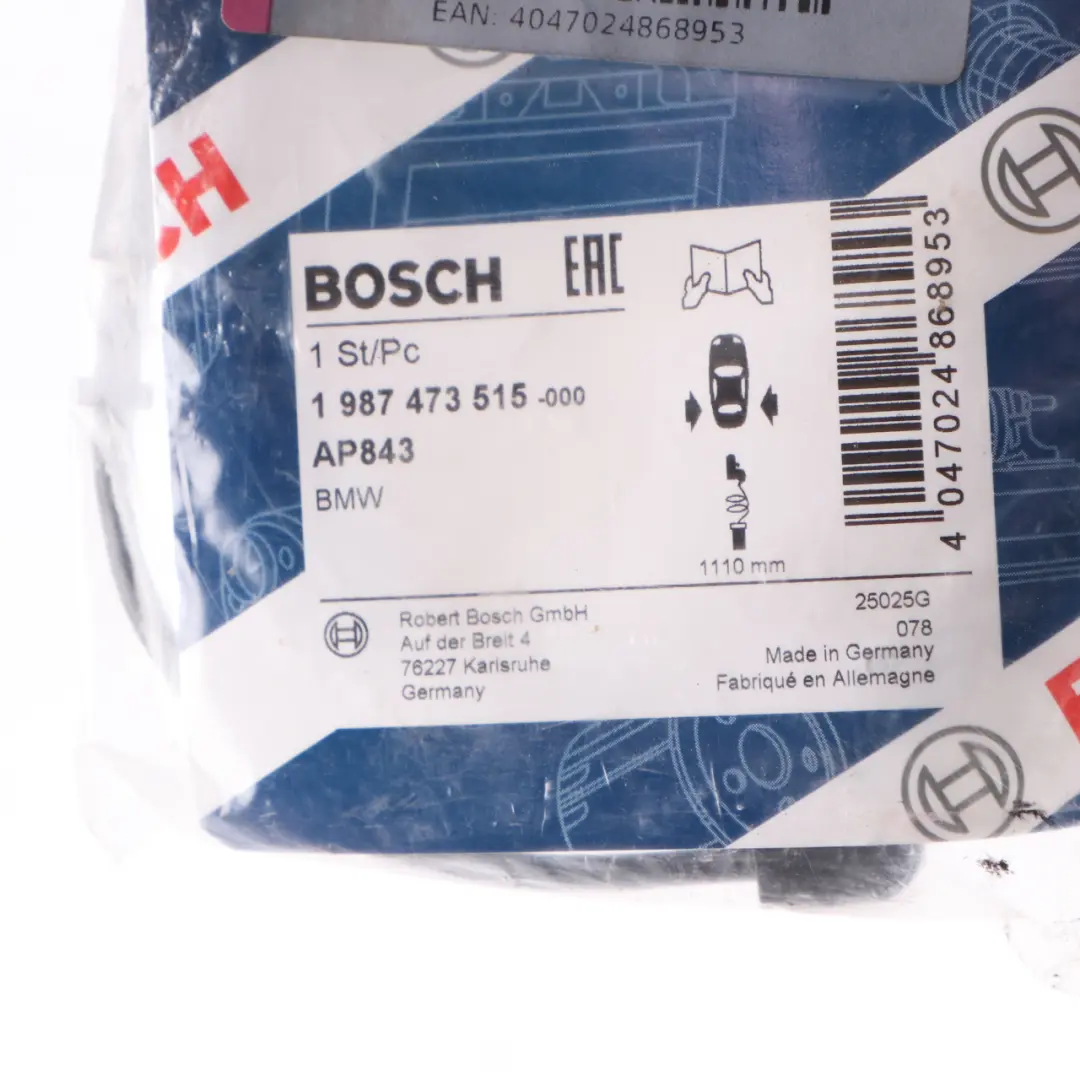 EAN: 4047024868953
CH
BOSCH
EAC
1 St/Pc
1 987 473 515 -000
AP843
BMW
1110 mm
4 047024 868953
Robert Bosch GmbH
Auf der Breit 4
76227 Karlsruhe
Germany
25025G
078
Made in Germany
Fabriqué en Allemagne